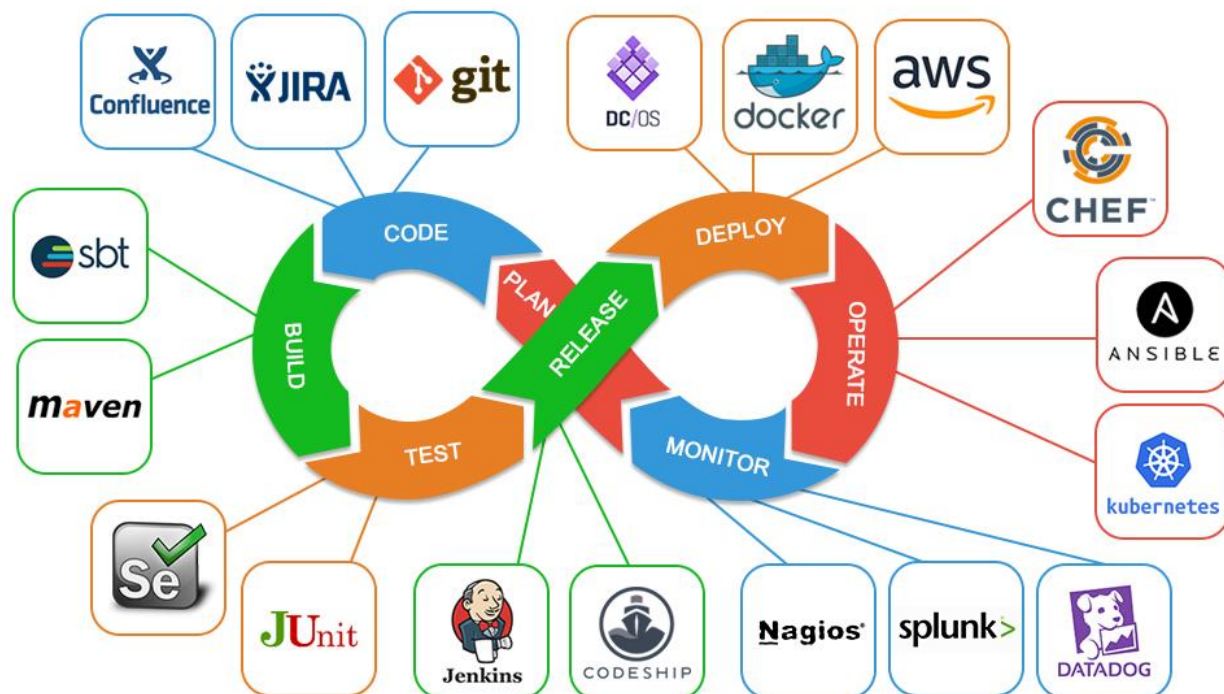 Confluence
JIRA
git
DC/OS
docker
aws
CHEF™
sbt
CODE
DEPLOY
PLAN
RELEASE
BUILD
OPERATE
ANSIBLE
maven
TEST
MONITOR
kubernetes
Se
JUnit
Jenkins
CODESHIP
Nagios®
splunk>
DATADOG